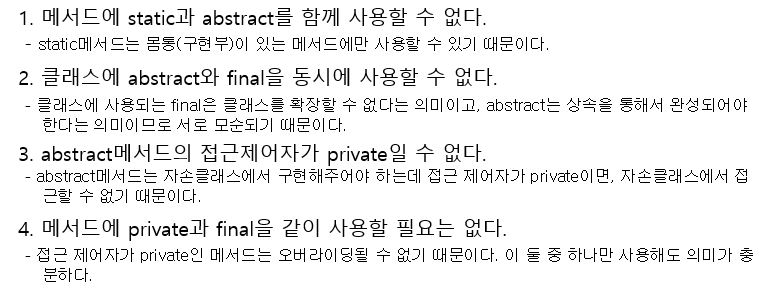 1. 메서드에 static과 abstract를 함께 사용할 수 없다.
- static메서드는 몸통(구현부)이 있는 메서드에만 사용할 수 있기 때문이다.
2. 클래스에 abstract와 final을 동시에 사용할 수 없다.
- 클래스에 사용되는 final은 클래스를 확장할 수 없다는 의미이고, abstract는 상속을 통해서 완성되어야
한다는 의미이므로 서로 모순되기 때문이다.
3. abstract메서드의 접근제어자가 private일 수 없다.
- abstract메서드는 자손클래스에서 구현해주어야 하는데 접근 제어자가 private이면, 자손클래스에서 접
근할 수 없기 때문이다.
4. 메서드에 private과 final을 같이 사용할 필요는 없다.
- 접근 제어자가 private인 메서드는 오버라이딩될 수 없기 때문이다. 이 둘 중 하나만 사용해도 의미가 충
분하다.